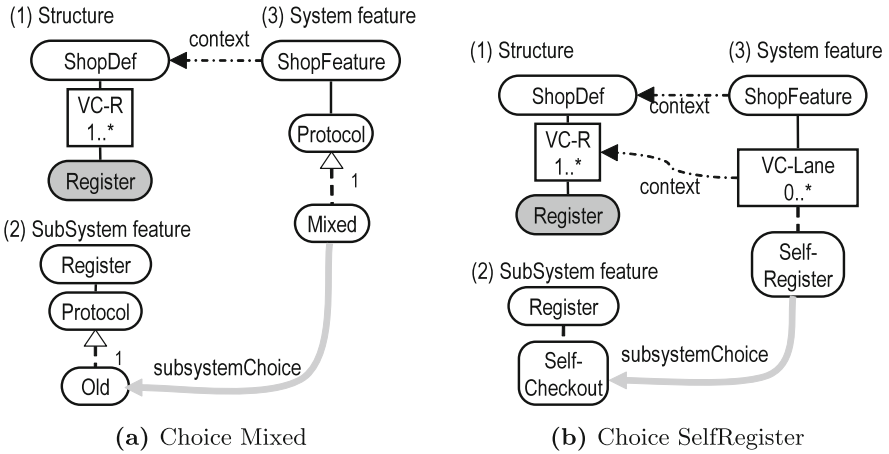 (1) Structure
(3) System feature
context
ShopDef
ShopFeature
VC-R
1..*
Protocol
Register
1
Mixed
(2) SubSystem feature
Register
Protocol
1
Old
subsystemChoice
(a) Choice Mixed
(1) Structure
(3) System feature
ShopDef
context
ShopFeature
VC-R
1..*
context
VC-Lane
0..*
Register
Self-
Register
(2) SubSystem feature
Register
Self-
Checkout
subsystemChoice
(b) Choice SelfRegister